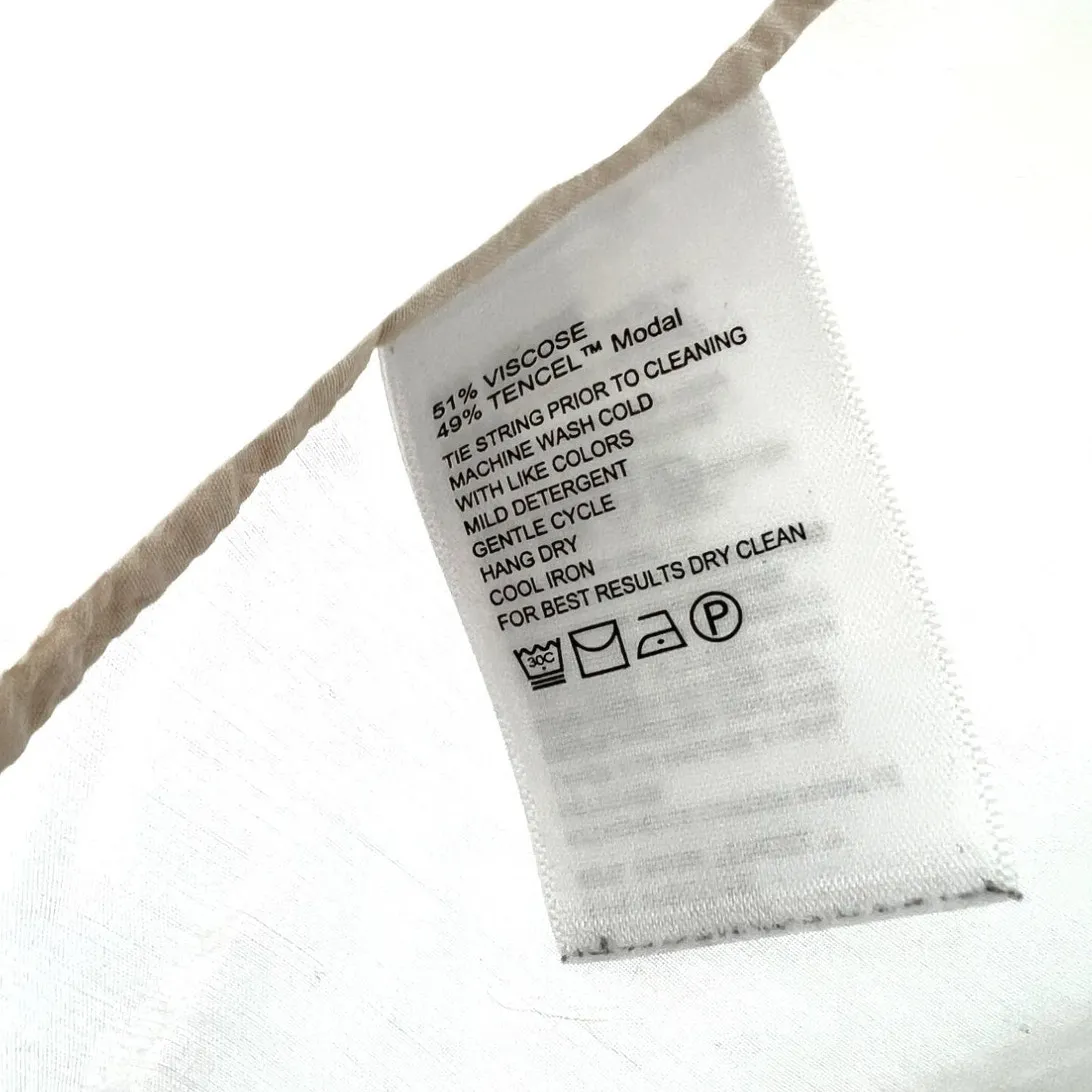 51% VISCOSE
49% TENCEL™ Modal
TIE STRING PRIOR TO CLEANING
MACHINE WASH COLD
WITH LIKE COLORS
MILD DETERGENT
GENTLE CYCLE
HANG DRY
COOL IRON
FOR BEST RESULTS DRY CLEAN
30C P